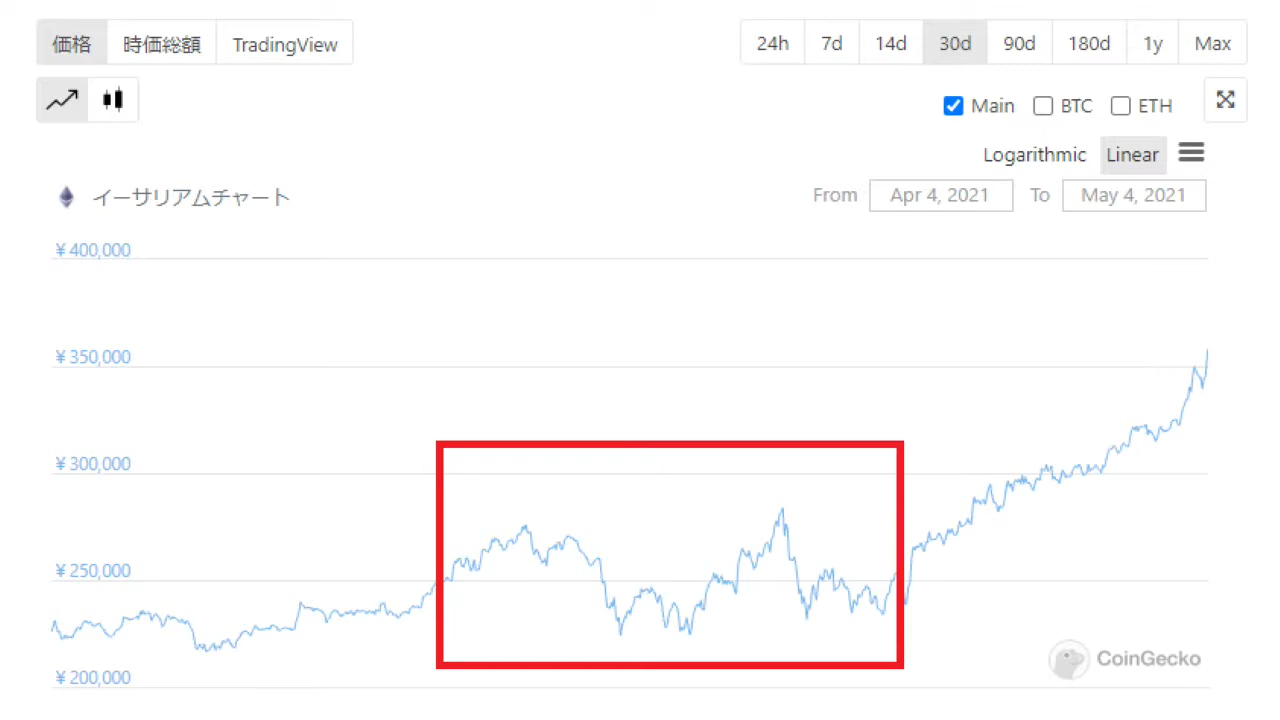 価格 時価総額 TradingView 24h 7d 14d 30d 90d 180d 1y Max
Main BTC ETH
Logarithmic Linear
イーサリアムチャート From Apr 4, 2021 To May 4, 2021
¥400,000
¥350,000
¥300,000
¥250,000
CoinGecko
¥200,000